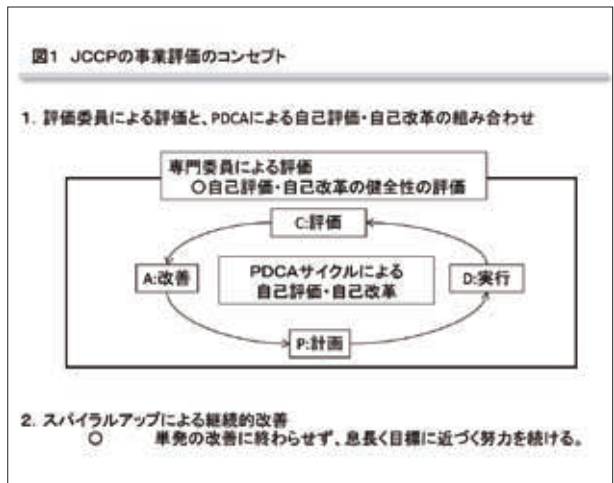 図1 JCCPの事業評価のコンセプト
1. 評価委員による評価と、PDCAによる自己評価・自己改革の組み合わせ
専門委員による評価
○自己評価・自己改革の健全性の評価
C:評価
A:改善
PDCAサイクルによる
自己評価・自己改革
D:実行
P:計画
2. スパイラルアップによる継続的改善
○ 単発の改善に終わらせず、息長く目標に近づく努力を続ける。